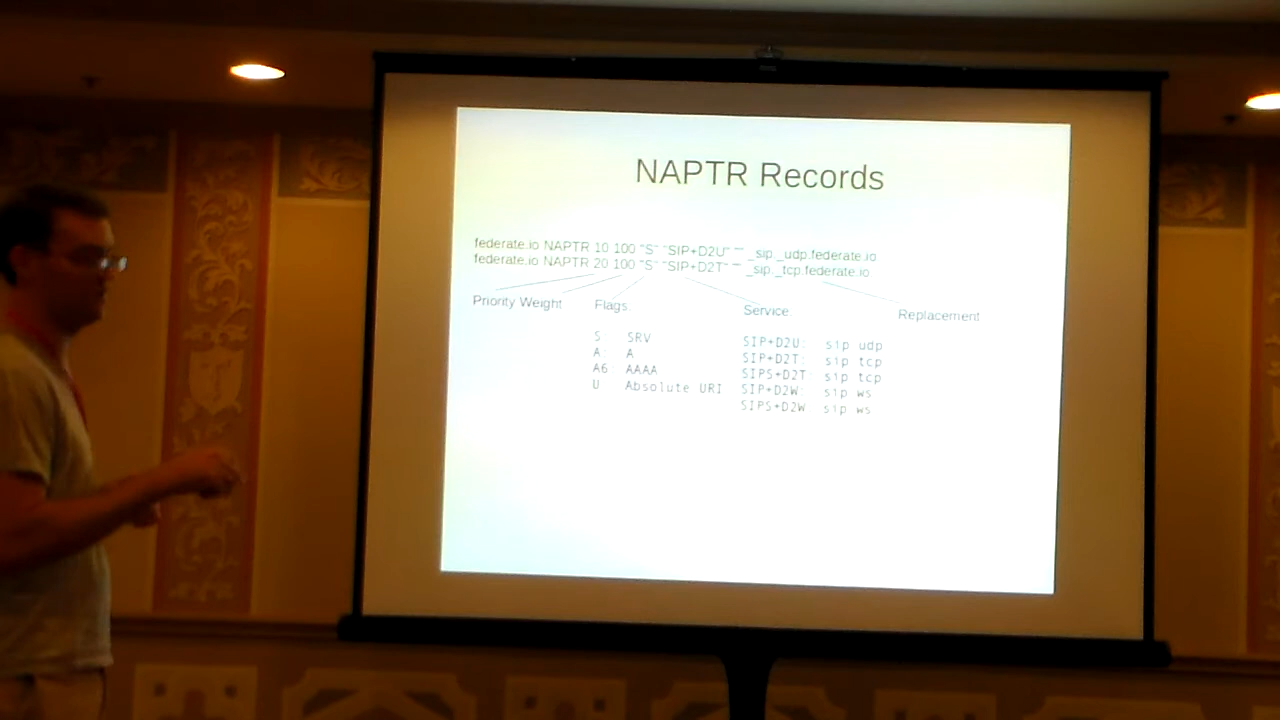 NAPTR Records
federate.io NAPTR 10 100 "S" "SIP+D2U" "" _sip._udp.federate.io
federate.io NAPTR 20 100 "S" "SIP+D2T" "" _sip._tcp.federate.io
Priority Weight Flags: Service: Replacement
S: SRV
A: A
A6: AAAA
U: Absolute URI
SIP+D2U: sip udp
SIP+D2T: sip tcp
SIPS+D2T: sip tcp
SIP+D2W: sip ws
SIPS+D2W sip ws